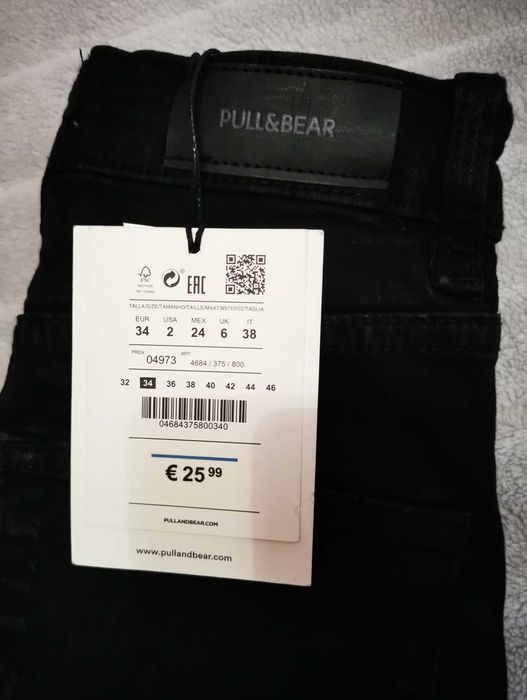 PULL&BEAR
FSC
EAC
TALLA/SIZE/TAMANHO/TAILLE/MAAT/ΜΕΓΕΘΟΣ/TAGLIA
EUR USA MEX UK IT
34 2 24 6 38
PROV. 04973 ART. 4684 / 375 / 800
32 34 36 38 40 42 44 46
04684375800340
€ 25 99
PULLANDBEAR.COM
www.pullandbear.com